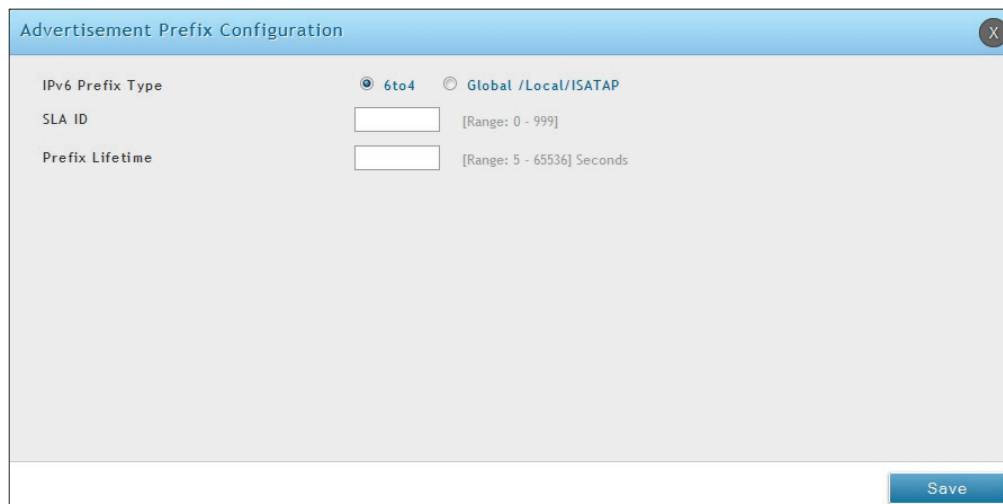 Advertisement Prefix Configuration X
IPv6 Prefix Type 6to4 Global /Local/ISATAP
SLA ID [Range: 0 - 999]
Prefix Lifetime [Range: 5 - 65536] Seconds
Save